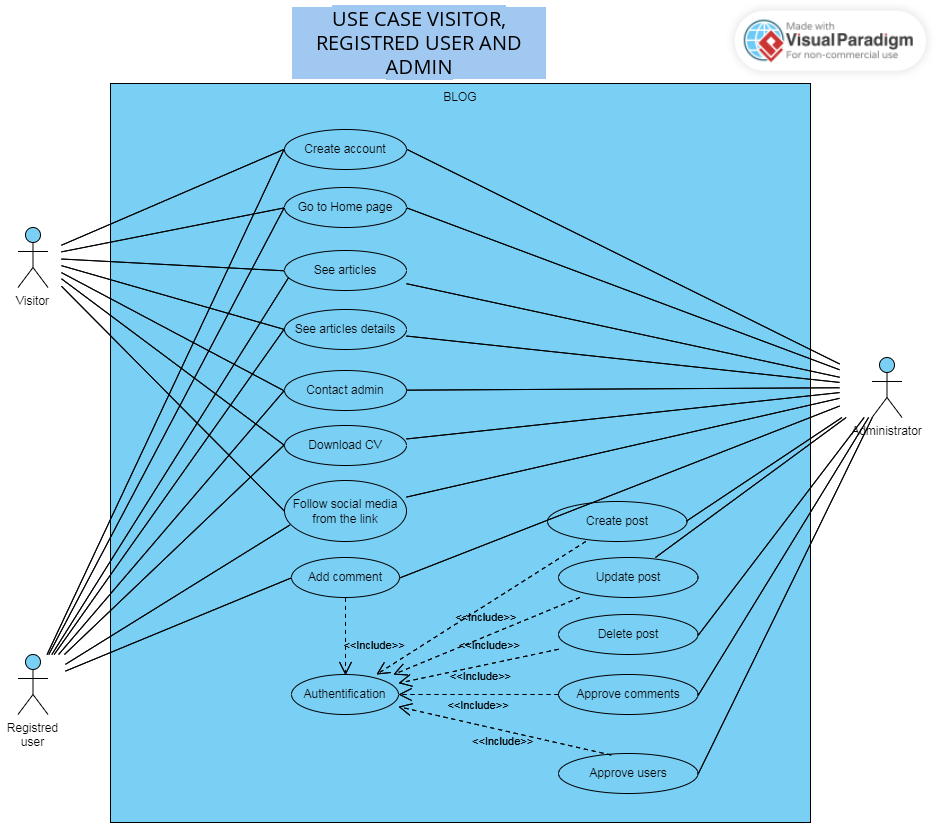 USE CASE VISITOR,
REGISTRED USER AND
ADMIN
Made with
Visual Paradigm
For non-commercial use
BLOG
Create account
Go to Home page
See articles
Visitor
See articles details
Contact admin
Administrator
Download CV
Follow social media
from the link
Create post
Add comment
Update post
<<Include>>
Delete post
<<Include>>
<<Include>>
<<Include>>
Authentification
Approve comments
<<Include>>
Registred
user
<<Include>>
Approve users